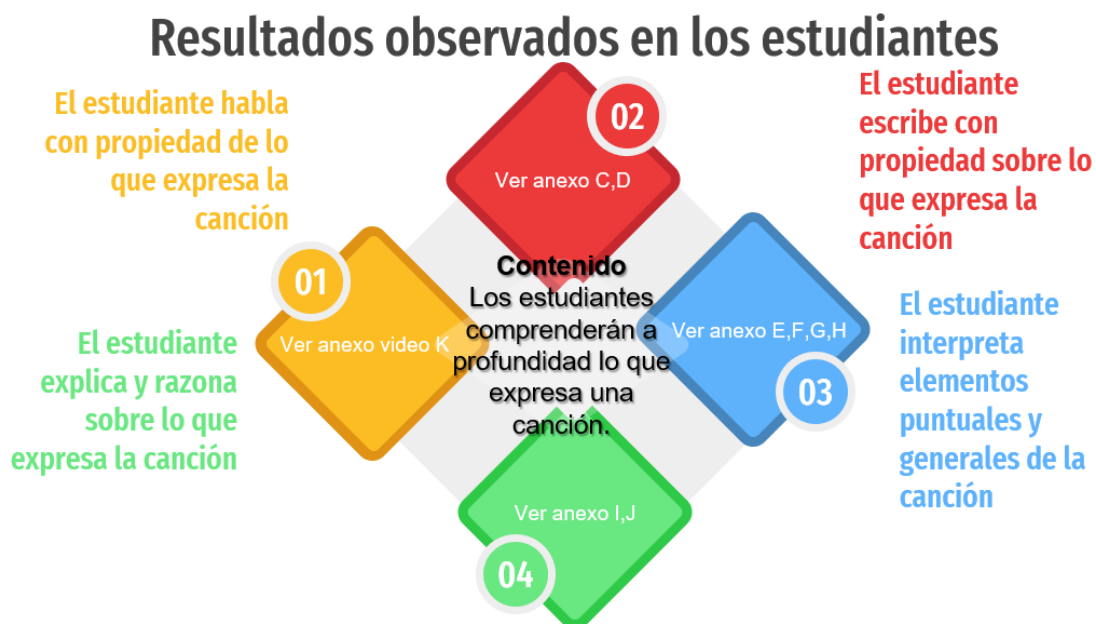 Resultados observados en los estudiantes
El estudiante habla
con propiedad de lo
que expresa la
canción
01
Ver anexo video K
02
Ver anexo C,D
El estudiante
escribe con
propiedad sobre lo
que expresa la
canción
Contenido
Los estudiantes
comprenderán a
profundidad lo que
expresa una
canción.
Ver anexo E,F,G,H
03
El estudiante
interpreta
elementos
puntuales y
generales de la
canción
El estudiante
explica y razona
sobre lo que
expresa la canción
Ver anexo I,J
04